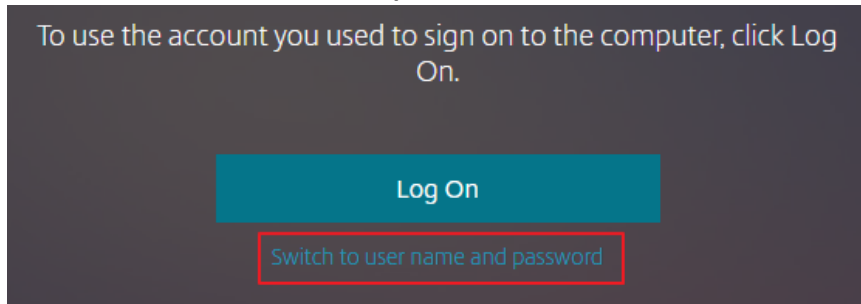 To use the account you used to sign on to the computer, click Log
On.
Log On
Switch to user name and password